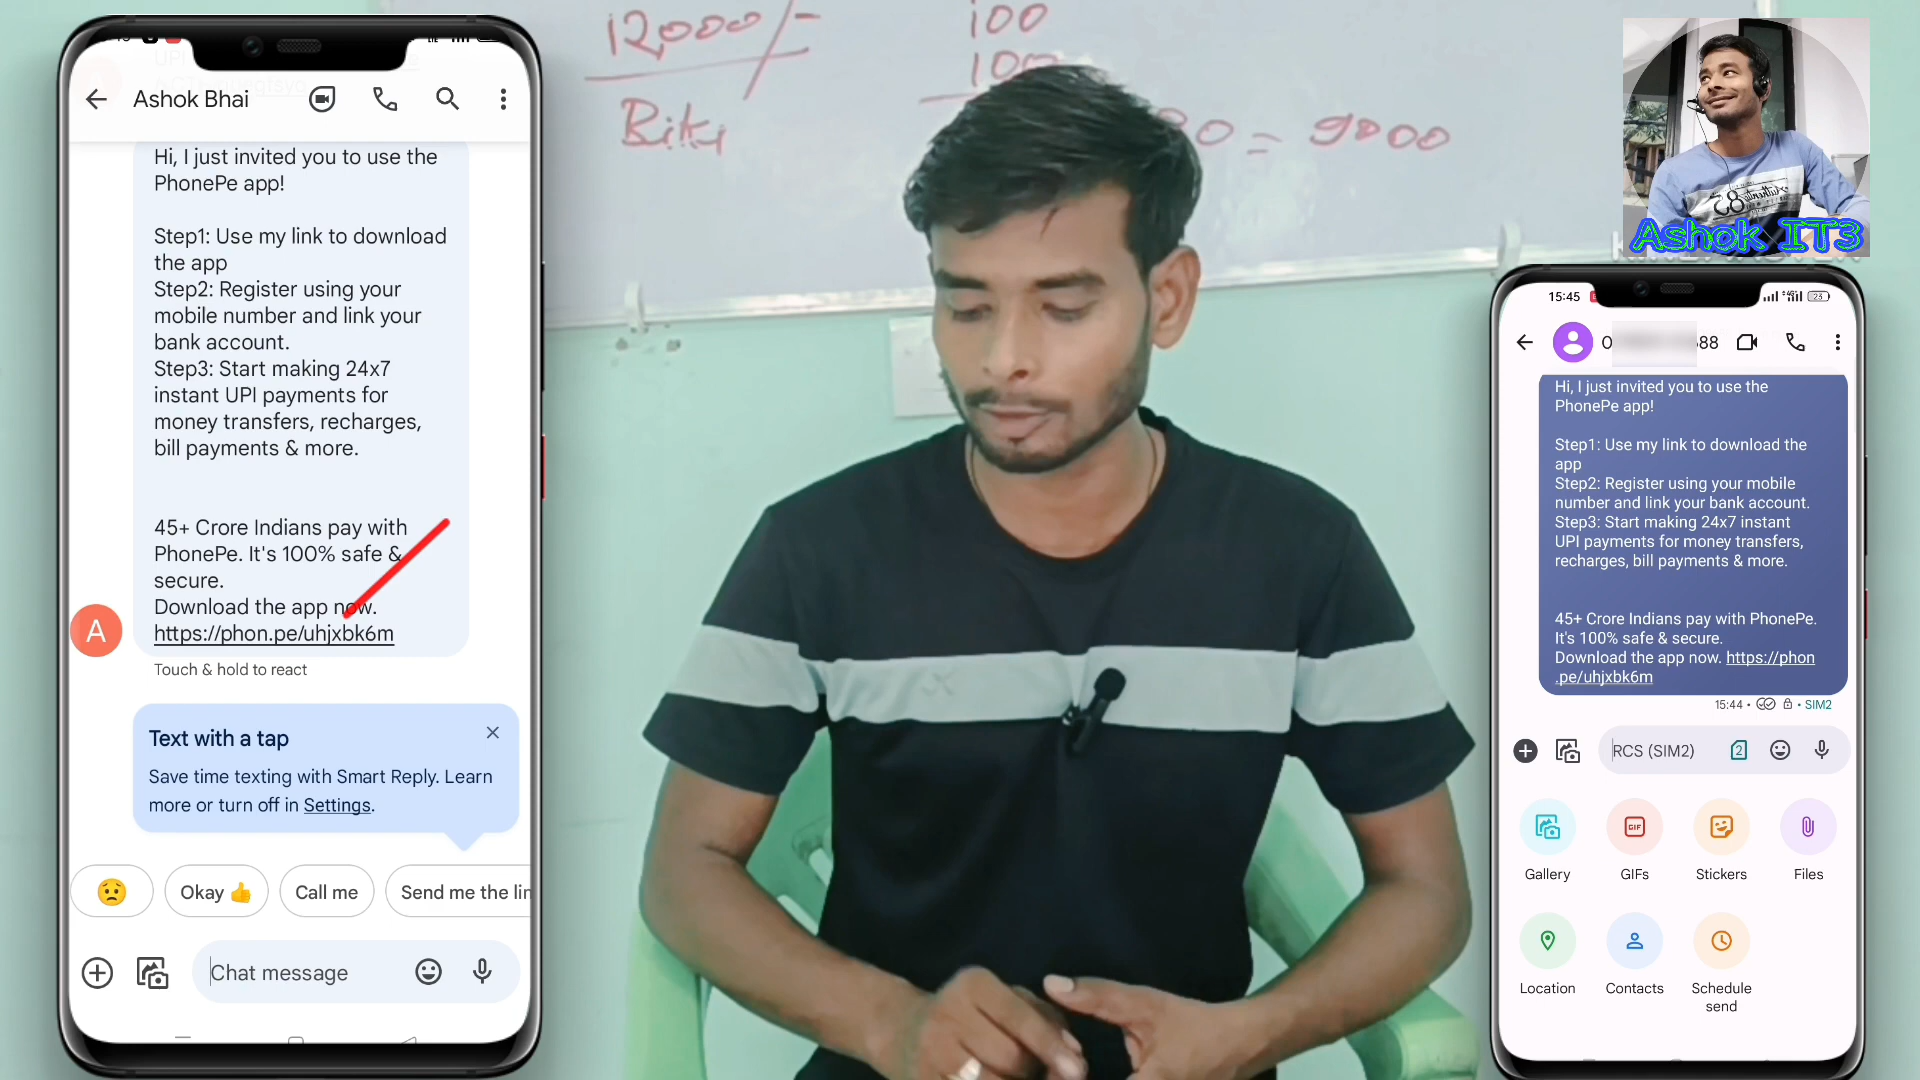 12,000/-
Biki
100
100
= 9000
Ashok IT3
Ashok Bhai
Hi, I just invited you to use the
PhonePe app!
Step1: Use my link to download
the app
Step2: Register using your
mobile number and link your
bank account.
Step3: Start making 24x7
instant UPI payments for
money transfers, recharges,
bill payments & more.
45+ Crore Indians pay with
PhonePe. It's 100% safe &
secure.
Download the app now.
https://phon.pe/uhjxbk6m
A
Touch & hold to react
Text with a tap
Save time texting with Smart Reply. Learn
more or turn off in Settings.
Okay 👍
Call me
Send me the lin
Chat message
15:45
23
88
Hi, I just invited you to use the
PhonePe app!
Step1: Use my link to download the
app
Step2: Register using your mobile
number and link your bank account.
Step3: Start making 24x7 instant
UPI payments for money transfers,
recharges, bill payments & more.
45+ Crore Indians pay with PhonePe.
It's 100% safe & secure.
Download the app now. https://phon
.pe/uhjxbk6m
15:44 • SIM2
RCS (SIM2)
2
GIF
Gallery
GIFs
Stickers
Files
Location
Contacts
Schedule
send